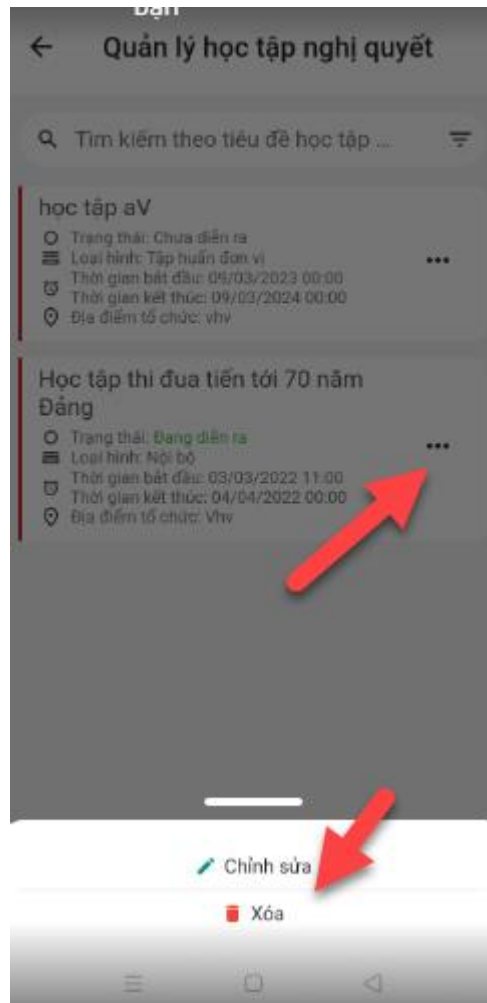 Bạn
Quản lý học tập nghị quyết
Tìm kiếm theo tiêu đề học tập ...
học tập aV
Trạng thái: Chưa diễn ra
Loại hình: Tập huấn đơn vị
Thời gian bắt đầu: 09/03/2023 00:00
Thời gian kết thúc: 09/03/2024 00:00
Địa điểm tổ chức: vhv
Học tập thi đua tiến tới 70 năm
Đảng
Trạng thái: Đang diễn ra
Loại hình: Nội bộ
Thời gian bắt đầu: 03/03/2022 11:00
Thời gian kết thúc: 04/04/2022 00:00
Địa điểm tổ chức: Vhv
Chỉnh sửa
Xóa